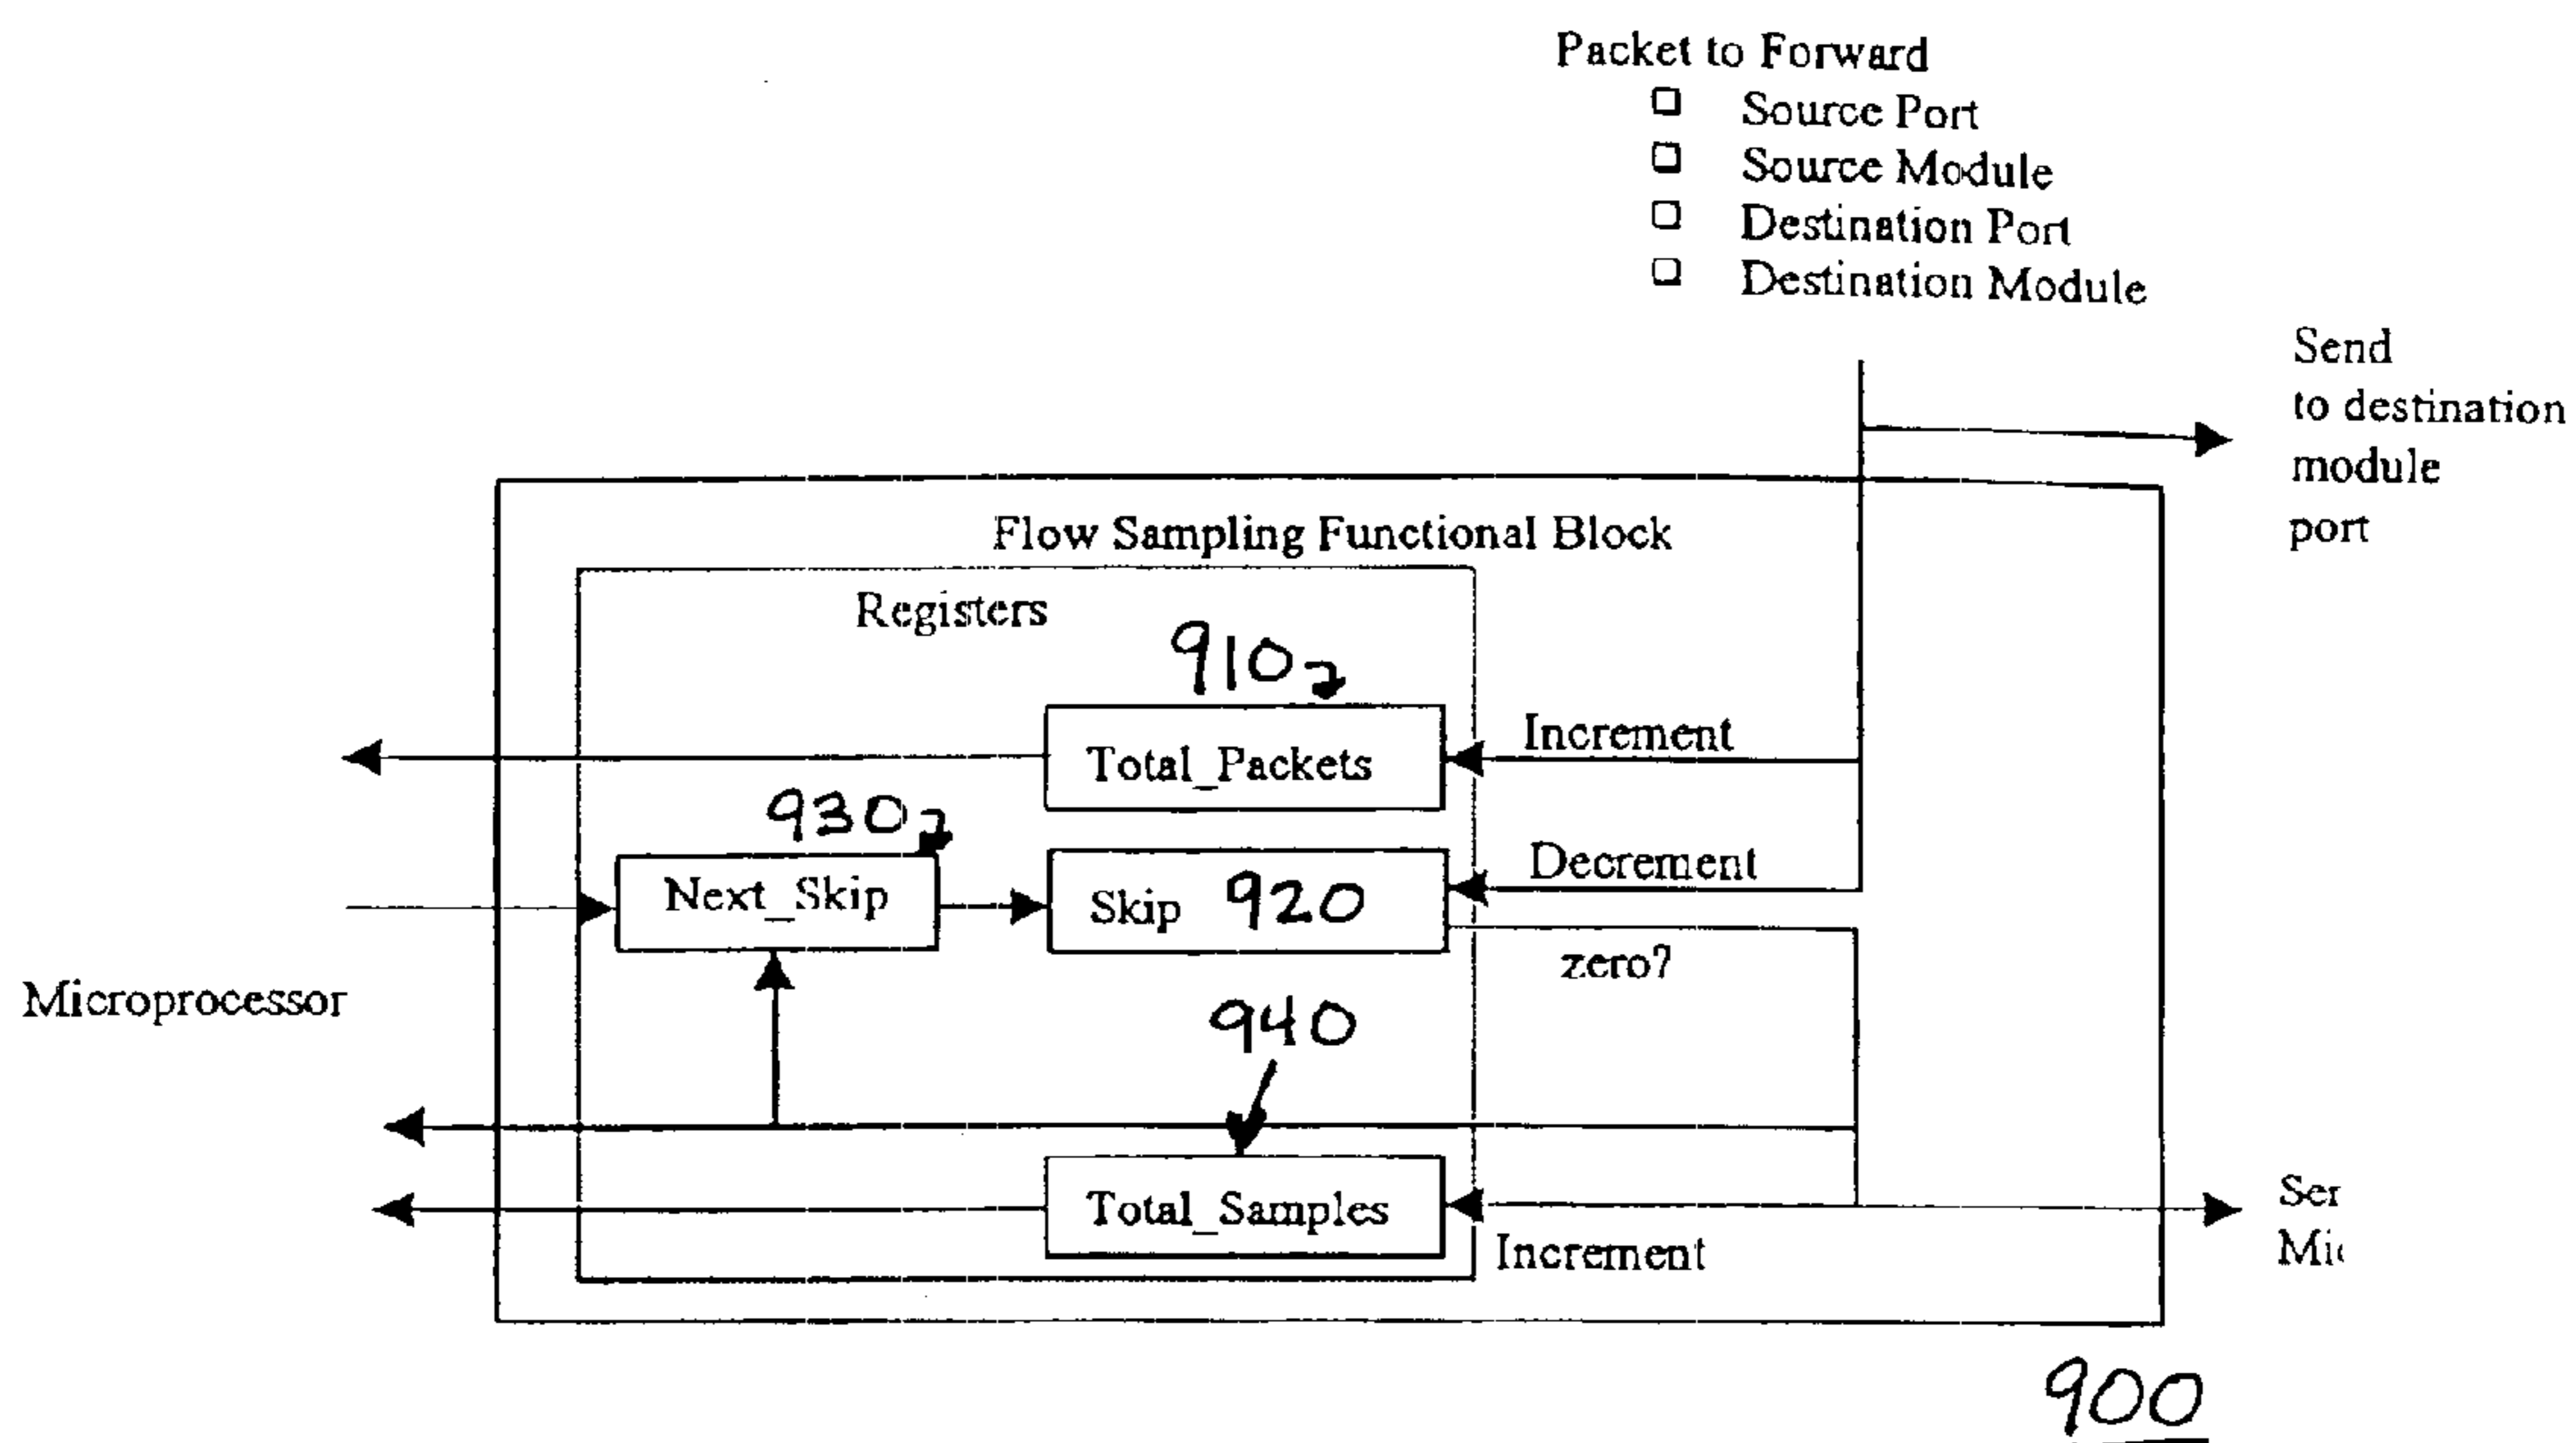 Packet to Forward
Source Port
Source Module
Destination Port
Destination Module
Send
to destination
module
port
Flow Sampling Functional Block
Registers
910
Total_Packets
Increment
930
Next_Skip
Skip 920
Decrement
zero?
Microprocessor
940
Total_Samples
Increment
900